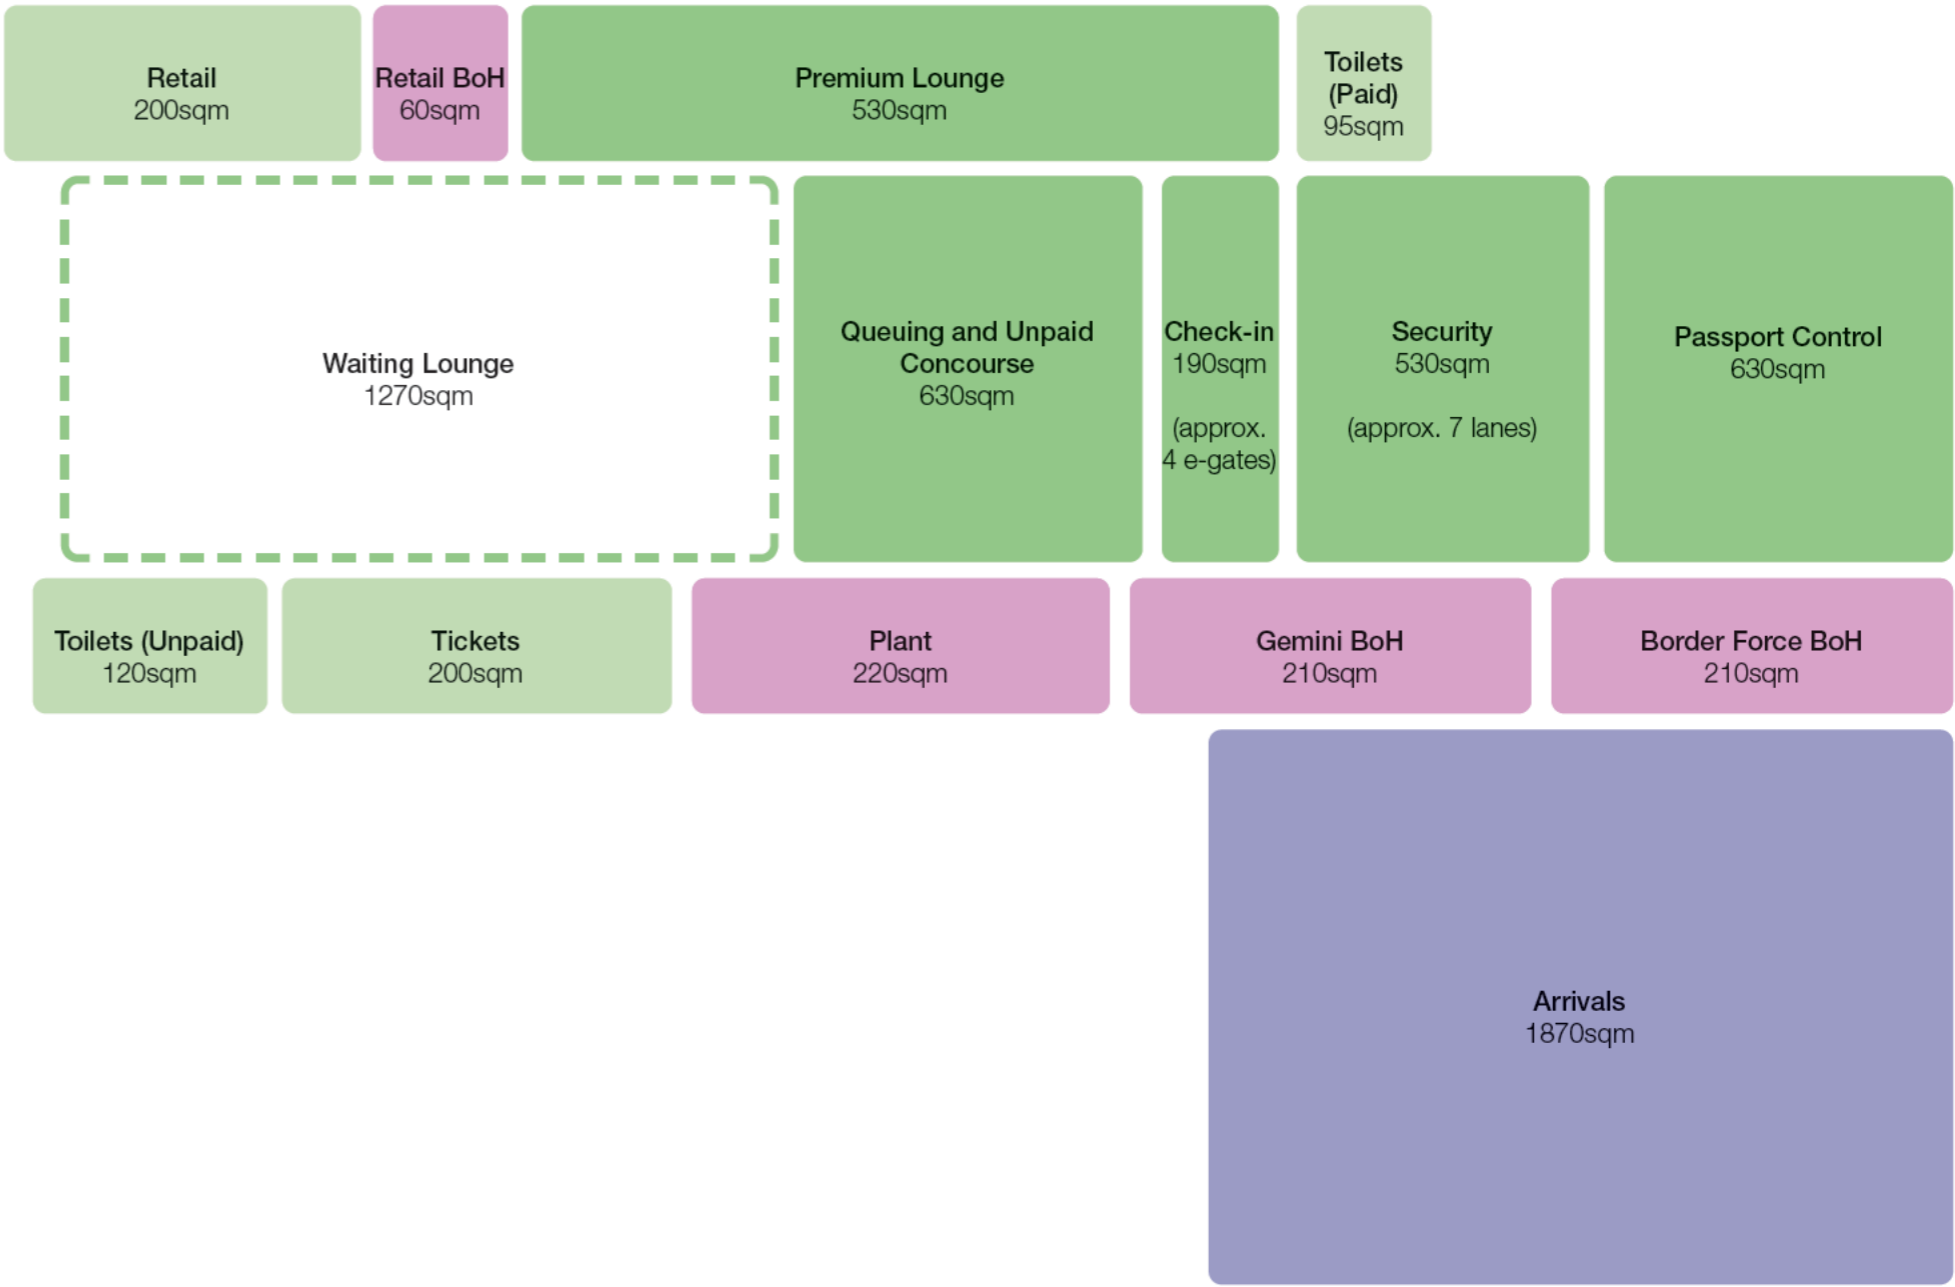 Retail
200sqm
Retail BoH
60sqm
Premium Lounge
530sqm
Toilets
(Paid)
95sqm
Waiting Lounge
1270sqm
Queuing and Unpaid
Concourse
630sqm
Check-in
190sqm
(approx.
4 e-gates)
Security
530sqm
(approx. 7 lanes)
Passport Control
630sqm
Toilets (Unpaid)
120sqm
Tickets
200sqm
Plant
220sqm
Gemini BoH
210sqm
Border Force BoH
210sqm
Arrivals
1870sqm